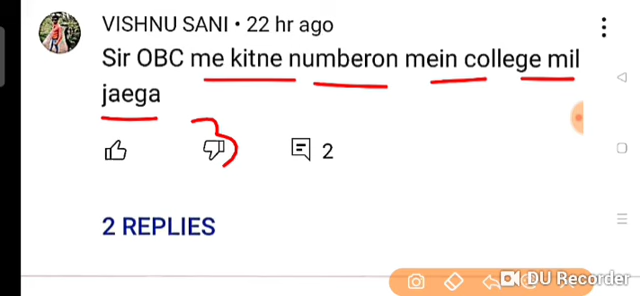 VISHNU SANI • 22 hr ago
Sir OBC me kitne numberon mein college mil
jaega
2
2 REPLIES
DU Recorder